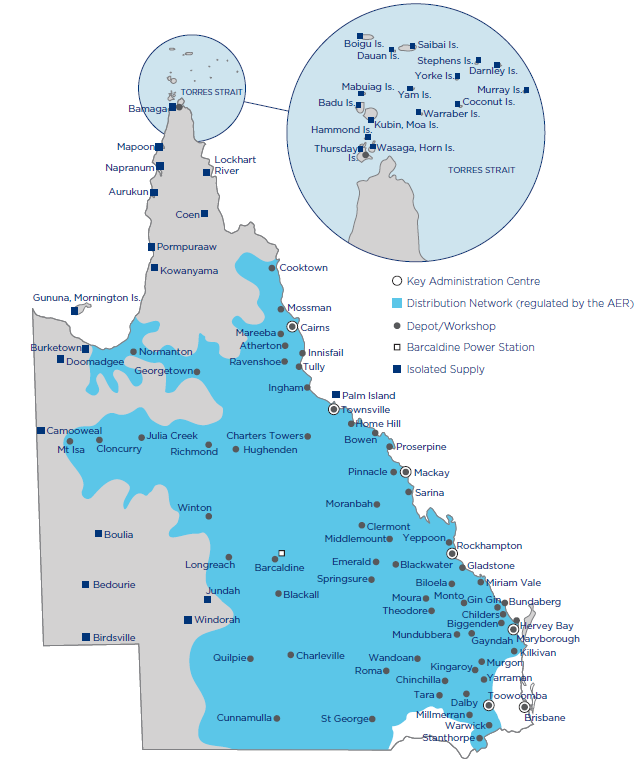 Boigu Is.
Saibai Is.
Dauan Is.
Stephens Is.
Darnley Is.
Yorke Is.
Mabuiag Is.
Yam Is.
Murray Is.
Badu Is.
Coconut Is.
Warraber Is.
Kubin, Moa Is.
Hammond Is.
Thursday
Is.
Wasaga, Horn Is.
TORRES STRAIT
TORRES STRAIT
Bamaga
Mapoon
Napranum
Lockhart
River
Aurukun
Coen
Pormpuraaw
Kowanyama
Cooktown
Gununa, Mornington Is.
Mossman
Cairns
Mareeba
Atherton
Burketown
Normanton
Innisfail
Doomadgee
Ravenshoe
Tully
Georgetown
Ingham
Palm Island
Townsville
Key Administration Centre
Distribution Network (regulated by the AER)
Depot/Workshop
Barcaldine Power Station
Isolated Supply
Camooweal
Julia Creek
Charters Towers
Home Hill
Bowen
Mt Isa
Cloncurry
Richmond
Hughenden
Proserpine
Pinnacle
Mackay
Sarina
Moranbah
Winton
Clermont
Boulia
Middlemount
Yeppoon
Rockhampton
Longreach
Barcaldine
Emerald
Blackwater
Gladstone
Springsure
Bedourie
Jundah
Blackall
Biloela
Miriam Vale
Moura
Monto
Gin Gin
Bundaberg
Theodore
Childers
Windorah
Biggenden
Hervey Bay
Birdsville
Mundubbera
Gayndah
Maryborough
Kilkivan
Quilpie
Charleville
Wandoan
Murgon
Roma
Kingaroy
Chinchilla
Yarraman
Tara
Dalby
Toowoomba
Cunnamulla
St George
Millmerran
Brisbane
Warwick
Stanthorpe